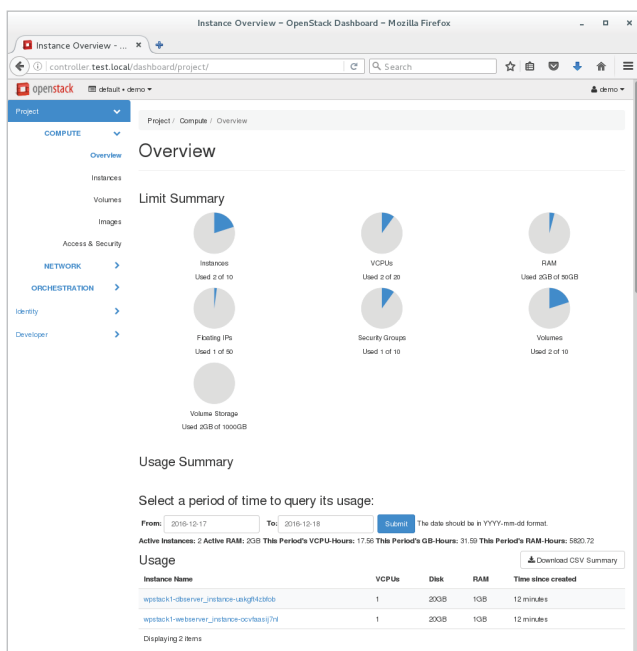 Instance Overview - OpenStack Dashboard - Mozilla Firefox
Instance Overview - ...
controller.test.local/dashboard/project/
Search
openstack default • demo demo
Project
COMPUTE
Overview
Instances
Volumes
Images
Access & Security
NETWORK
ORCHESTRATION
Identity
Developer
Project / Compute / Overview
Overview
Limit Summary
Instances VCPUs RAM
Used 2 of 10 Used 2 of 20 Used 2GB of 50GB
Floating IPs Security Groups Volumes
Used 1 of 50 Used 1 of 10 Used 2 of 10
Volume Storage
Used 2GB of 1000GB
Usage Summary
Select a period of time to query its usage:
From: 2016-12-17 To: 2016-12-18 Submit The date should be in YYYY-mm-dd format.
Active Instances: 2 Active RAM: 2GB This Period's VCPU-Hours: 17.56 This Period's GB-Hours: 31.59 This Period's RAM-Hours: 5820.72
Usage Download CSV Summary
Instance Name VCPUs Disk RAM Time since created
wpstack1-dbserver_instance-uakgft4zbfob 1 20GB 1GB 12 minutes
wpstack1-webserver_instance-ocvfaasij7nl 1 20GB 1GB 12 minutes
Displaying 2 items